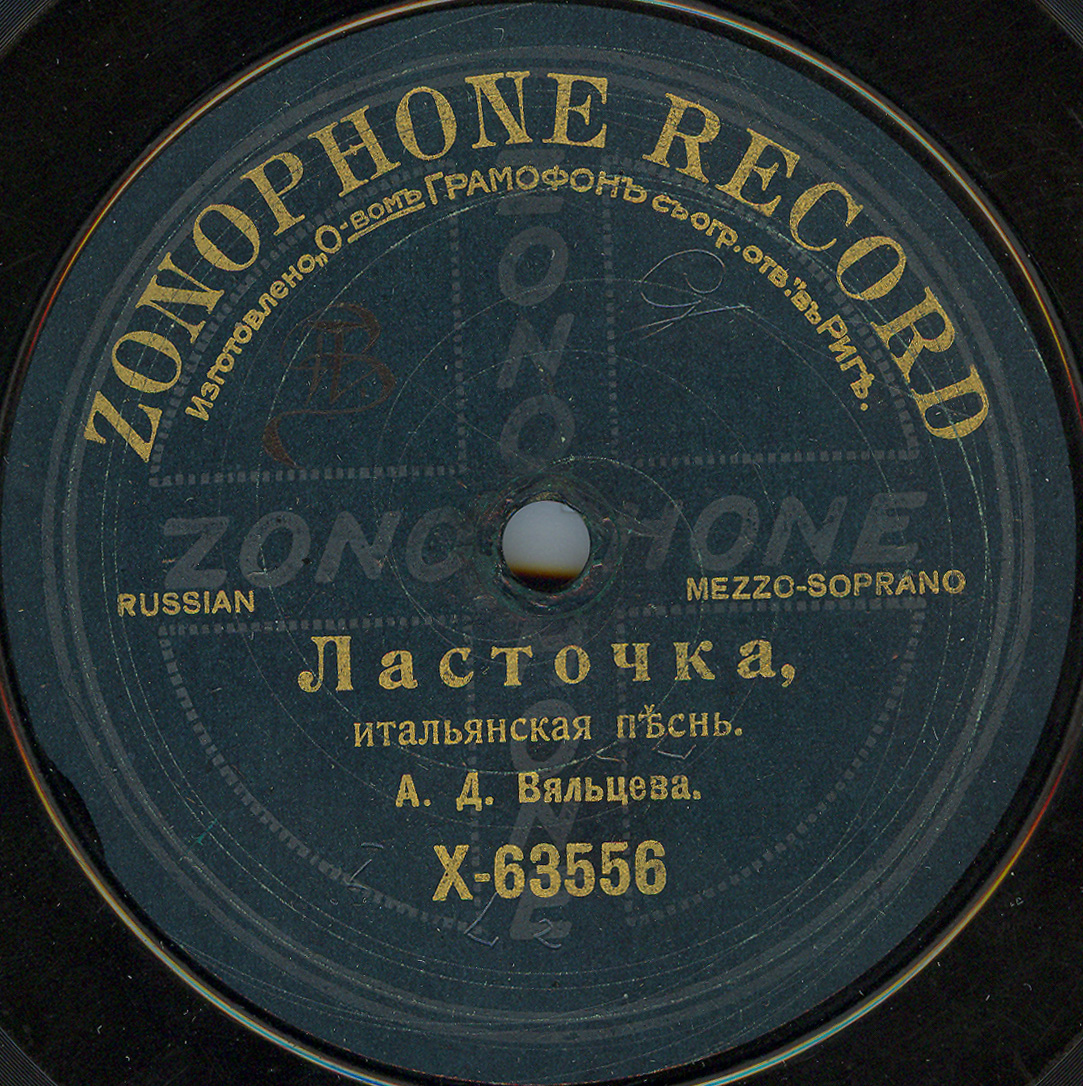 ZONOPHONE RECORD
Изготовлено „О-вомъ ГРАМОФОНЪ съ огр. отв." въ Ригѣ.
ZONOPHONE
ZONOPHONE
RUSSIAN
MEZZO-SOPRANO
Ласточка,
итальянская пѣснь.
А. Д. Вяльцева.
X-63556